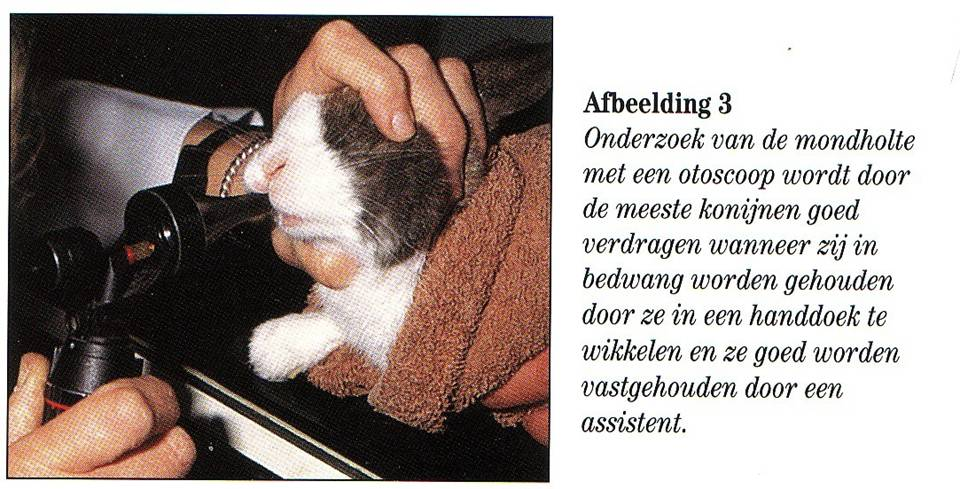 Afbeelding 3
Onderzoek van de mondholte
met een otoscoop wordt door
de meeste konijnen goed
verdragen wanneer zij in
bedwang worden gehouden
door ze in een handdoek te
wikkelen en ze goed worden
vastgehouden door een
assistent.